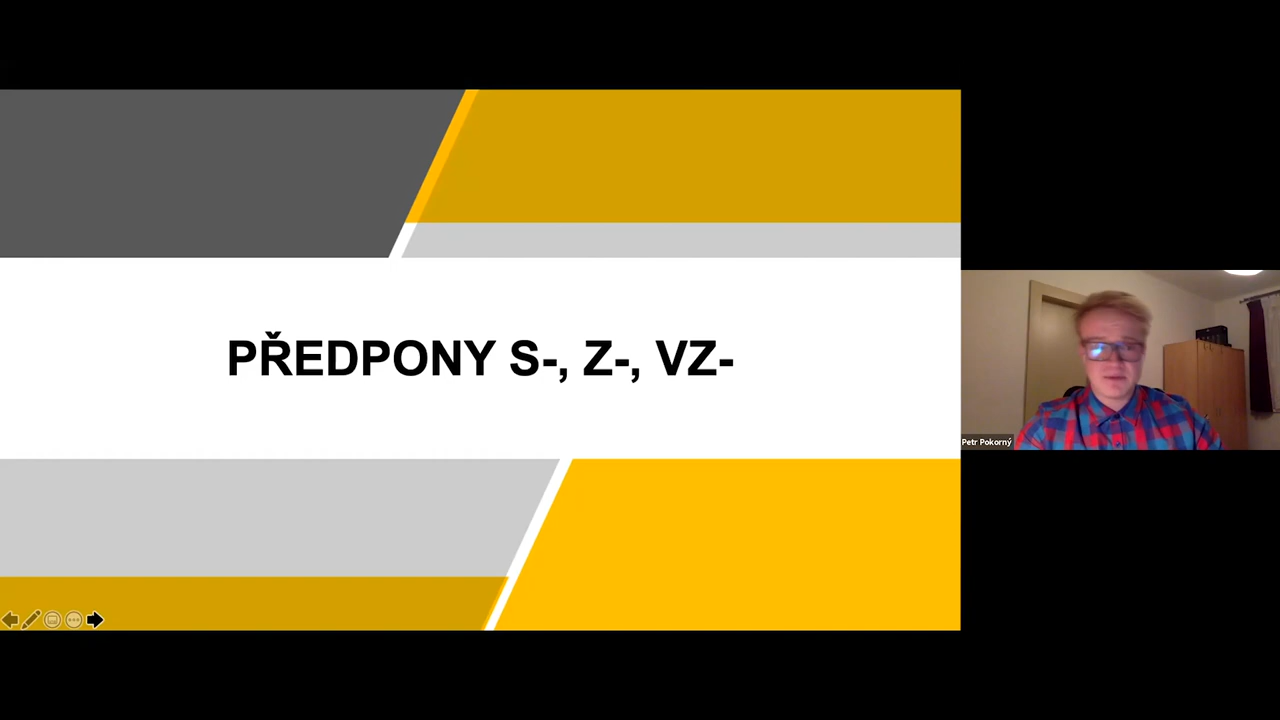 PŘEDPONY S-, Z-, VZ-
Petr Pokorný